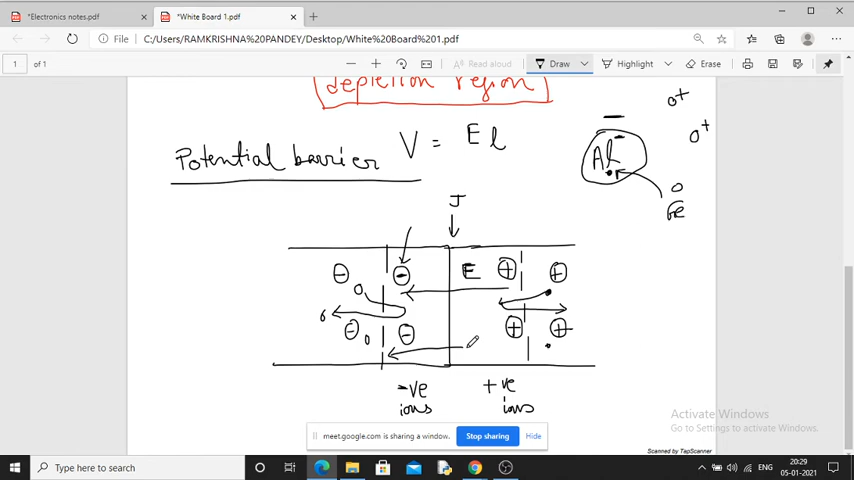 *Electronics notes.pdf
*White Board 1.pdf
File
C:/Users/RAMKRISHNA%20PANDEY/Desktop/White%20Board%201.pdf
1
of 1
Read aloud
Draw
Highlight
Erase
depletion region
Potential barrier V = El
Al
Ge
J
E
-ve +ve
ions ions
Activate Windows
Go to Settings to activate Windows.
meet.google.com is sharing a window.
Stop sharing
Hide
Scanned by TapScanner
Type here to search
ENG
20:29
05-01-2021